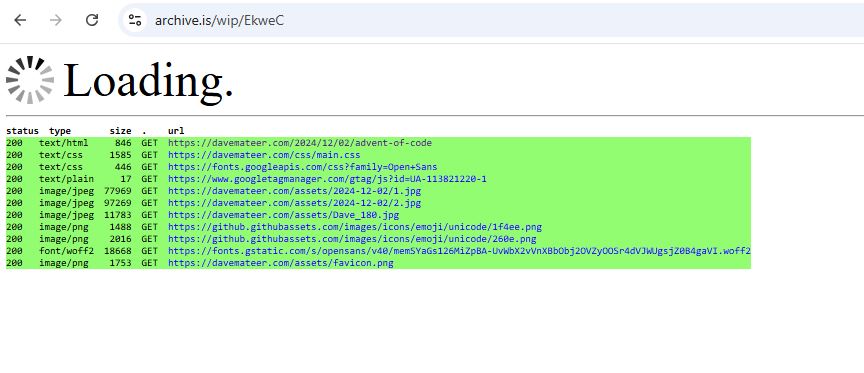 archive.is/wip/EkweC
Loading.
status type size . url
200 text/html 846 GET https://davemateer.com/2024/12/02/advent-of-code
200 text/css 1585 GET https://davemateer.com/css/main.css
200 text/css 446 GET https://fonts.googleapis.com/css?family=Open+Sans
200 text/plain 17 GET https://www.googletagmanager.com/gtag/js?id=UA-113821220-1
200 image/jpeg 77969 GET https://davemateer.com/assets/2024-12-02/1.jpg
200 image/jpeg 97269 GET https://davemateer.com/assets/2024-12-02/2.jpg
200 image/jpeg 11783 GET https://davemateer.com/assets/Dave_180.jpg
200 image/png 1488 GET https://github.githubassets.com/images/icons/emoji/unicode/1f4ee.png
200 image/png 2016 GET https://github.githubassets.com/images/icons/emoji/unicode/260e.png
200 font/woff2 18668 GET https://fonts.gstatic.com/s/opensans/v40/memSYaGs126MiZpBA-UvWbX2vVnXBbObj2OVZyOOSr4dVJWUgsjZ0B4gaVI.woff2
200 image/png 1753 GET https://davemateer.com/assets/favicon.png